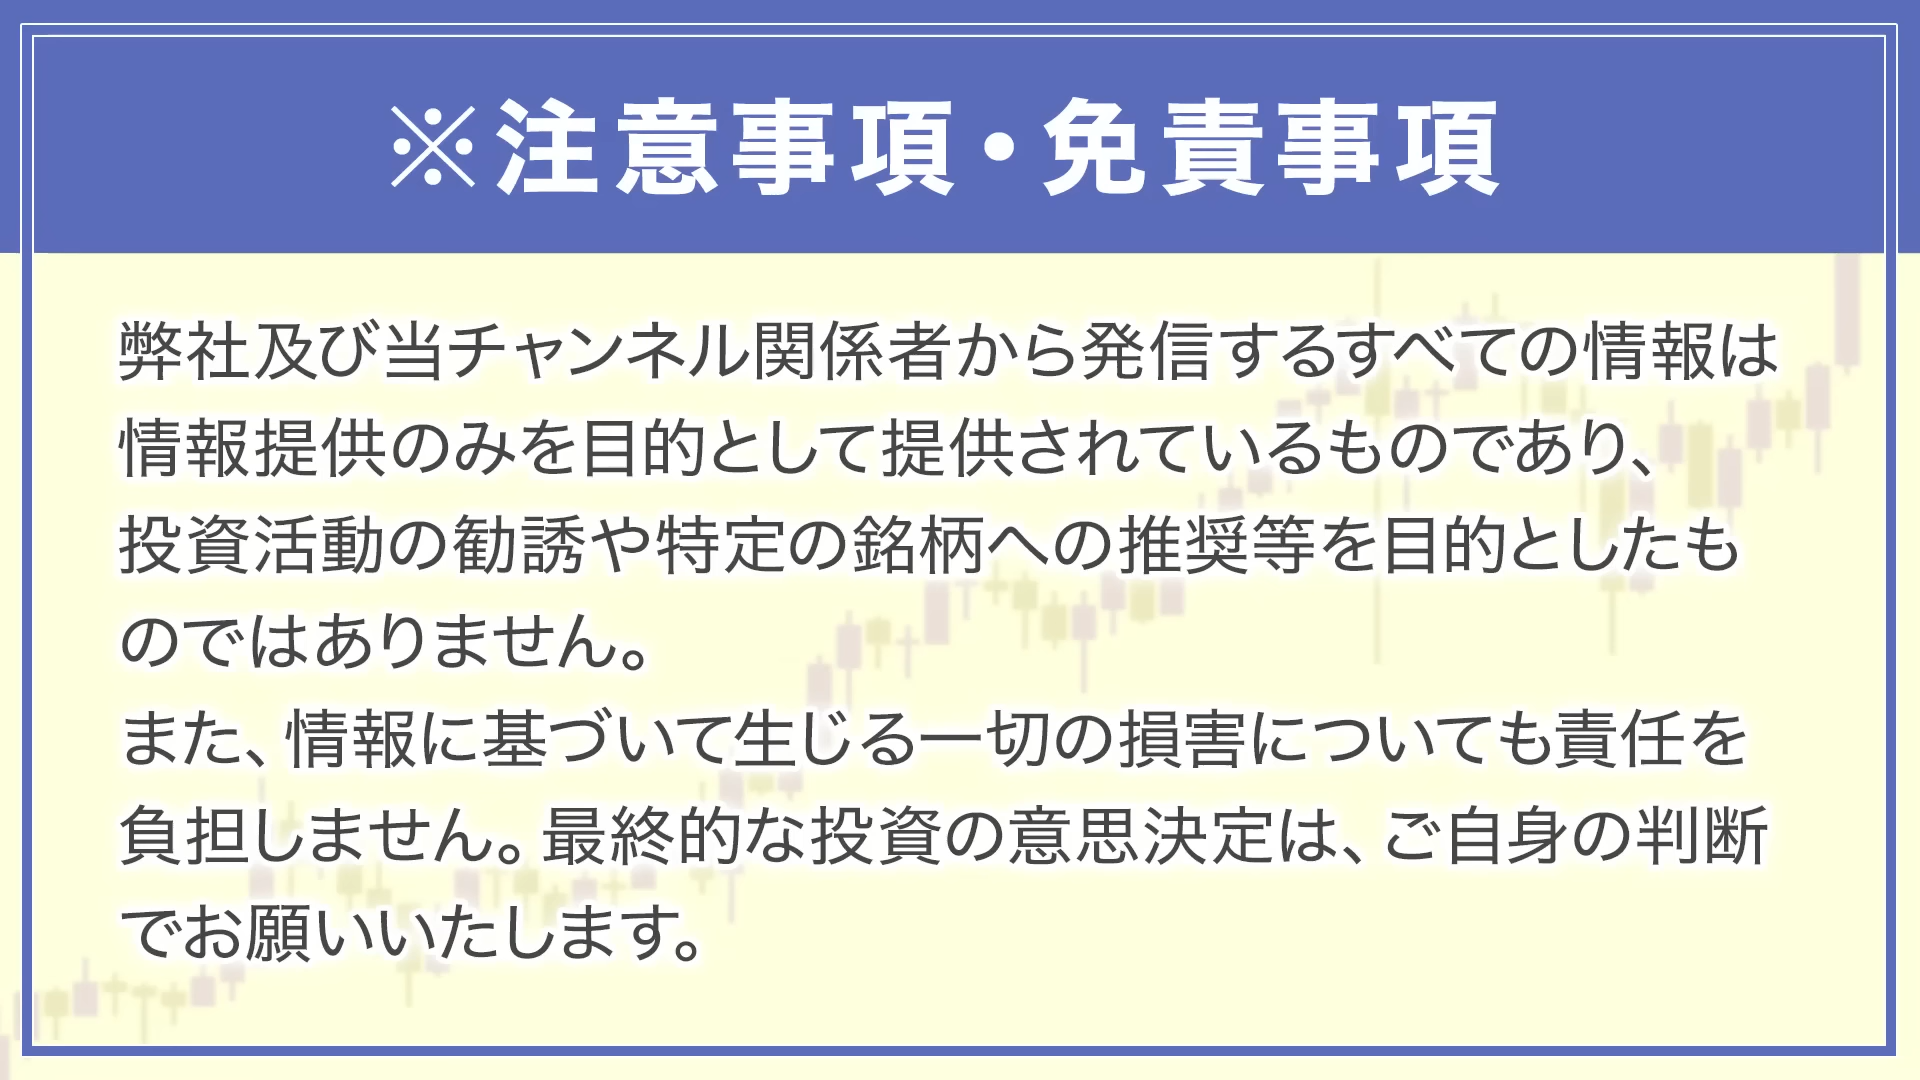 ※注意事項・免責事項
弊社及び当チャンネル関係者から発信するすべての情報は
情報提供のみを目的として提供されているものであり、
投資活動の勧誘や特定の銘柄への推奨等を目的としたも
のではありません。
また、情報に基づいて生じる一切の損害についても責任を
負担しません。最終的な投資の意思決定は、ご自身の判断
でお願いいたします。